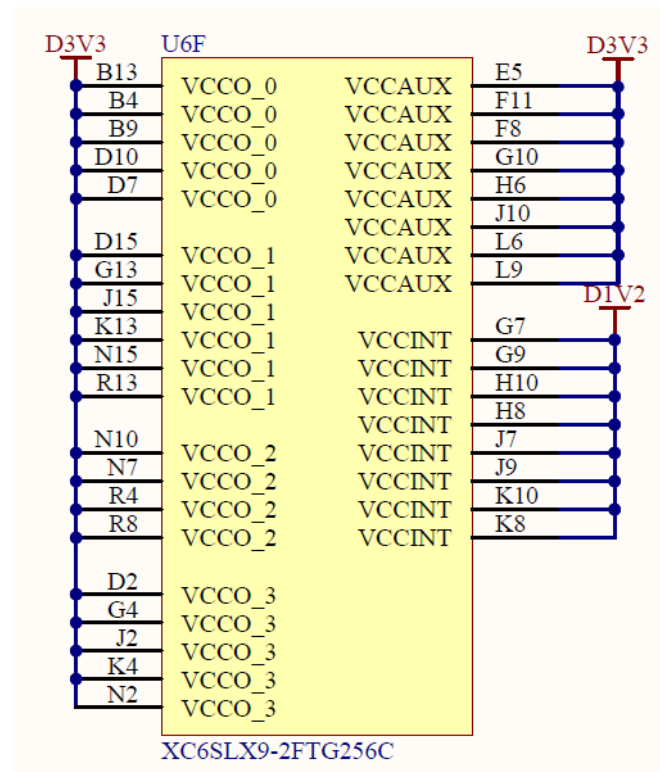 D3V3 U6F D3V3
B13 VCCO_0 VCCAUX E5
B4 VCCO_0 VCCAUX F11
B9 VCCO_0 VCCAUX F8
D10 VCCO_0 VCCAUX G10
D7 VCCO_0 VCCAUX H6
VCCAUX J10
D15 VCCO_1 VCCAUX L6
G13 VCCO_1 VCCAUX L9
J15 VCCO_1 D1V2
K13 VCCO_1 VCCINT G7
N15 VCCO_1 VCCINT G9
R13 VCCO_1 VCCINT H10
VCCINT H8
N10 VCCO_2 VCCINT J7
N7 VCCO_2 VCCINT J9
R4 VCCO_2 VCCINT K10
R8 VCCO_2 VCCINT K8
D2 VCCO_3
G4 VCCO_3
J2 VCCO_3
K4 VCCO_3
N2 VCCO_3
XC6SLX9-2FTG256C